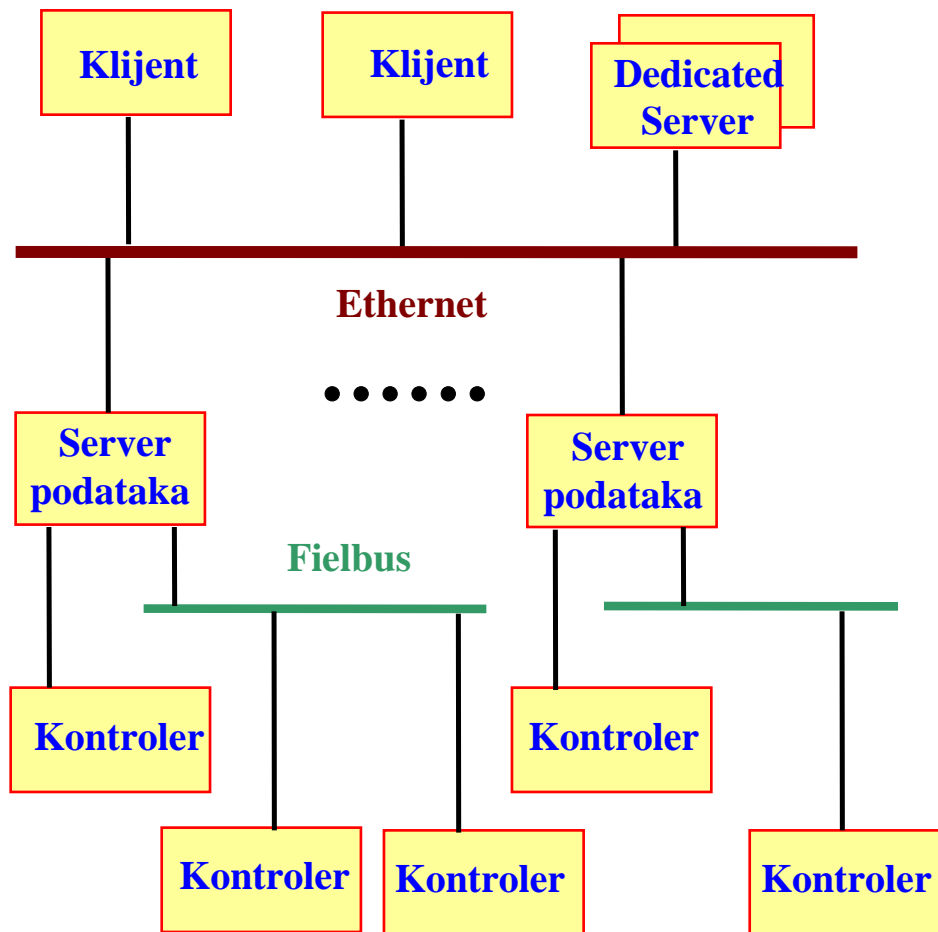 Klijent
Klijent
Dedicated
Server
Ethernet
Server
podataka
Server
podataka
Fielbus
Kontroler
Kontroler
Kontroler
Kontroler
Kontroler